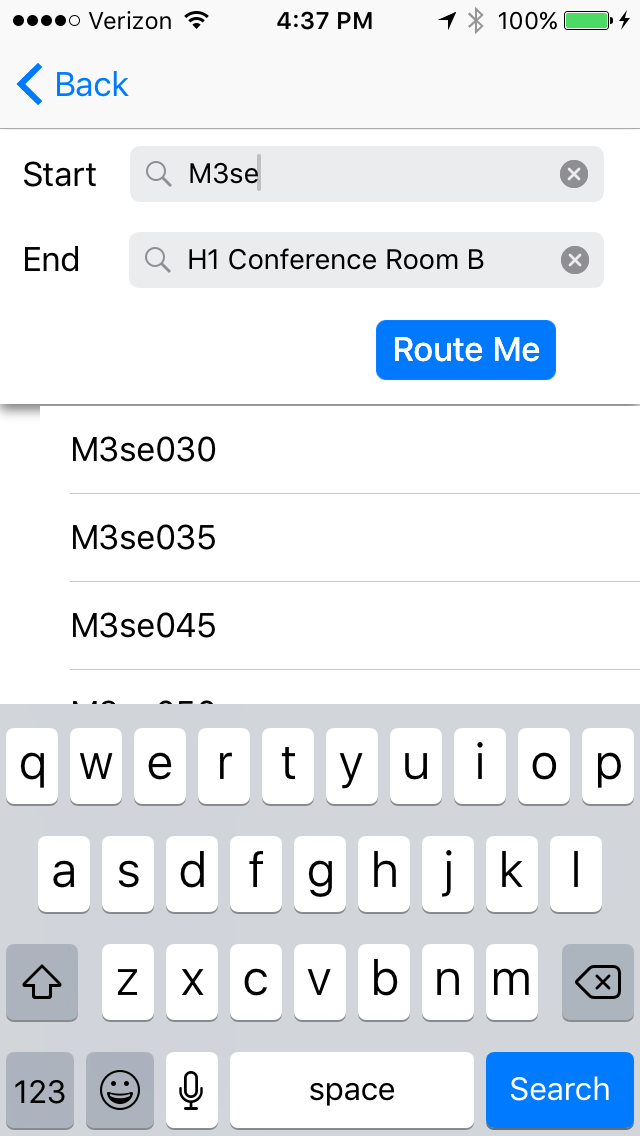 Verizon 4:37 PM 100%
Back
Start M3se
End H1 Conference Room B
Route Me
M3se030
M3se035
M3se045
q w e r t y u i o p
a s d f g h j k l
z x c v b n m
123 space Search